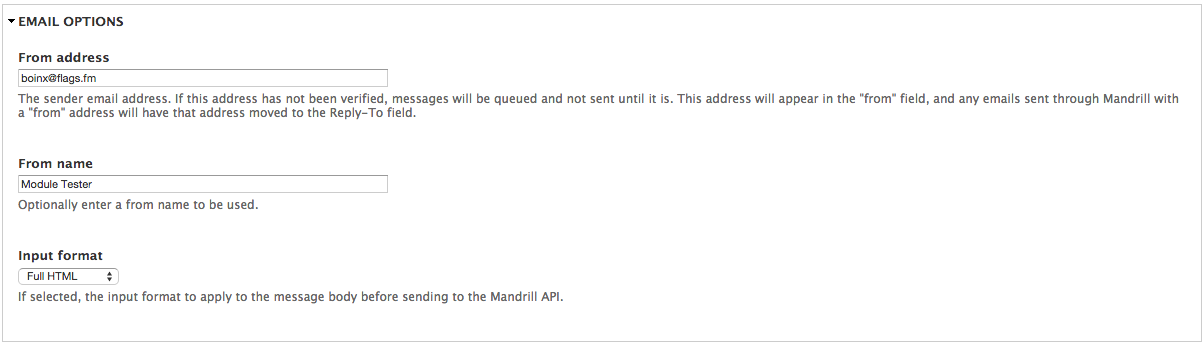 EMAIL OPTIONS
From address
boinx@flags.fm
The sender email address. If this address has not been verified, messages will be queued and not sent until it is. This address will appear in the "from" field, and any emails sent through Mandrill with
a "from" address will have that address moved to the Reply-To field.
From name
Module Tester
Optionally enter a from name to be used.
Input format
Full HTML
If selected, the input format to apply to the message body before sending to the Mandrill API.